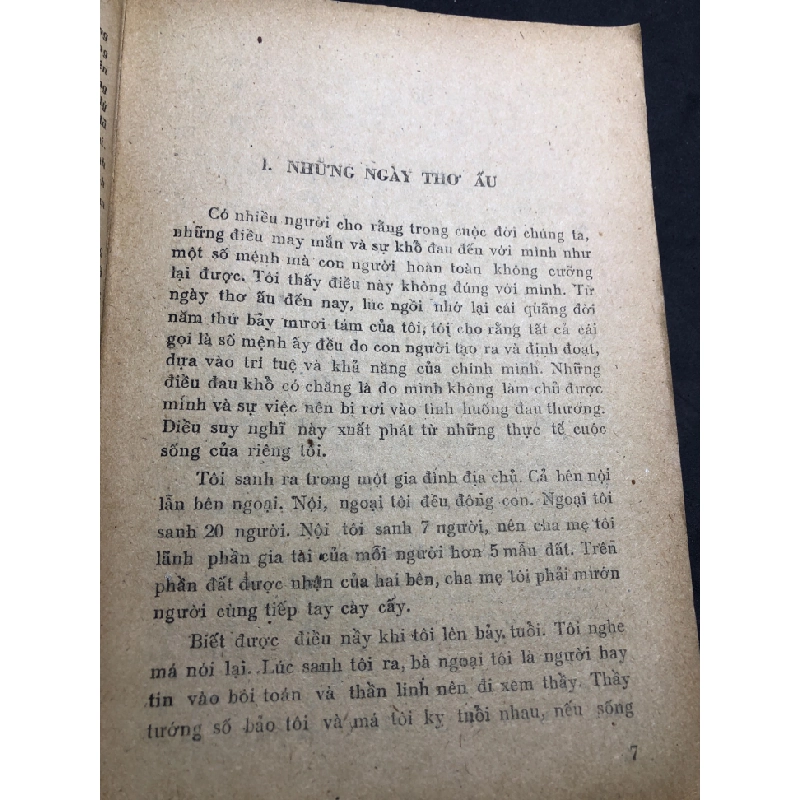 1. NHỮNG NGÀY THƠ ẤU
Có nhiều người cho rằng trong cuộc đời chúng ta,
những điều may mắn và sự khổ đau đến với mình như
một số mệnh mà con người hoàn toàn không cưỡng
lại được. Tôi thấy điều này không đúng với mình. Từ
ngày thơ ấu đến nay, lúc ngồi nhớ lại cái quãng đời
năm thứ bảy mươi tám của tôi, tôi cho rằng tất cả cái
gọi là số mệnh ấy đều do con người tạo ra và định đoạt,
dựa vào trí tuệ và khả năng của chính mình. Những
điều đau khổ có chăng là do mình không làm chủ được
mình và sự việc nên bị rơi vào tình huống đau thương.
Điều suy nghĩ này xuất phát từ những thực tế cuộc
sống của riêng tôi.
Tôi sanh ra trong một gia đình địa chủ. Cả bên nội
lẫn bên ngoại. Nội, ngoại tôi đều đông con. Ngoại tôi
sanh 20 người. Nội tôi sanh 7 người, nên cha mẹ tôi
lãnh phần gia tài của mỗi người hơn 5 mẫu đất. Trên
phần đất được nhận của hai bên, cha mẹ tôi phải mướn
người cùng tiếp tay cày cấy.
Biết được điều nầy khi tôi lên bảy tuổi. Tôi nghe
má nói lại. Lúc sanh tôi ra, bà ngoại tôi là người hay
tin vào bói toán và thần linh nên đi xem thầy. Thầy
tướng số bảo tôi và má tôi kỵ tuổi nhau, nếu sống
7